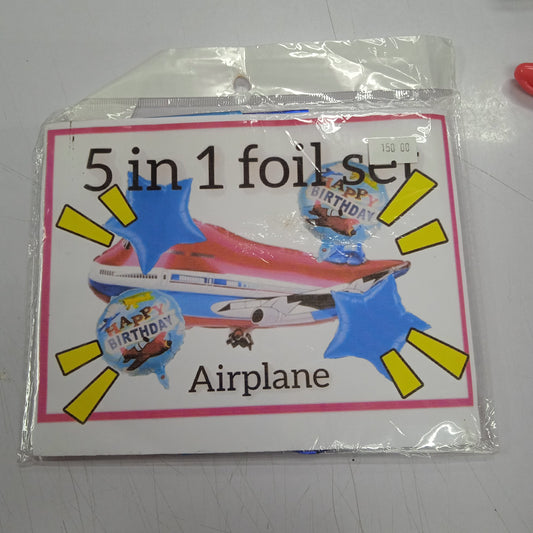 5 in 1 foil set
150.00
HAPPY
BIRTHDAY
HAPPY
BIRTHDAY
Airplane